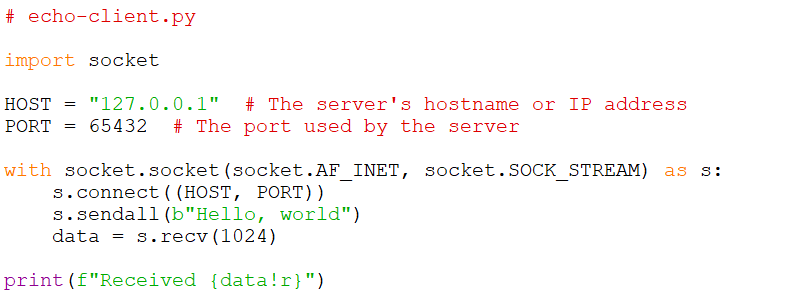 # echo-client.py
import socket
HOST = "127.0.0.1"  # The server's hostname or IP address
PORT = 65432  # The port used by the server
with socket.socket(socket.AF_INET, socket.SOCK_STREAM) as s:
    s.connect((HOST, PORT))
    s.sendall(b"Hello, world")
    data = s.recv(1024)
print(f"Received {data!r}")